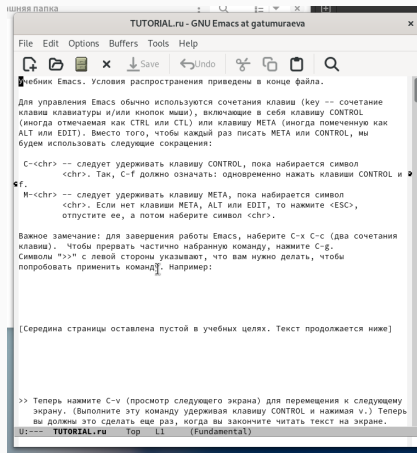 шняя папка
TUTORIAL.ru - GNU Emacs at gatumuraeva
File Edit Options Buffers Tools Help
Save Undo
Учебник Emacs. Условия распространения приведены в конце файла.
Для управления Emacs обычно используются сочетания клавиш (key -- сочетание
клавиш клавиатуры и/или кнопок мыши), включающие в себя клавишу CONTROL
(иногда отмечаемая как CTRL или CTL) или клавишу META (иногда помеченную как
ALT или EDIT). Вместо того, чтобы каждый раз писать META или CONTROL, мы
будем использовать следующие сокращения:
C-<chr> -- следует удерживать клавишу CONTROL, пока набирается символ
<chr>. Так, C-f должно означать: одновременно нажать клавиши CONTROL и
f.
M-<chr> -- следует удерживать клавишу META, пока набирается символ
<chr>. Если нет клавиши META, ALT или EDIT, то нажмите <ESC>,
отпустите ее, а потом наберите символ <chr>.
Важное замечание: для завершения работы Emacs, наберите C-x C-c (два сочетания
клавиш). Чтобы прервать частично набранную команду, нажмите C-g.
Символы ">>" с левой стороны указывают, что вам нужно делать, чтобы
попробовать применить команду. Например:
[Середина страницы оставлена пустой в учебных целях. Текст продолжается ниже]
>> Теперь нажмите C-v (просмотр следующего экрана) для перемещения к следующему
экрану. (Выполните эту команду удерживая клавишу CONTROL и нажимая v.) Теперь
вы должны это сделать еще раз, когда вы закончите читать текст на экране.
U:--- TUTORIAL.ru Top L1 (Fundamental)